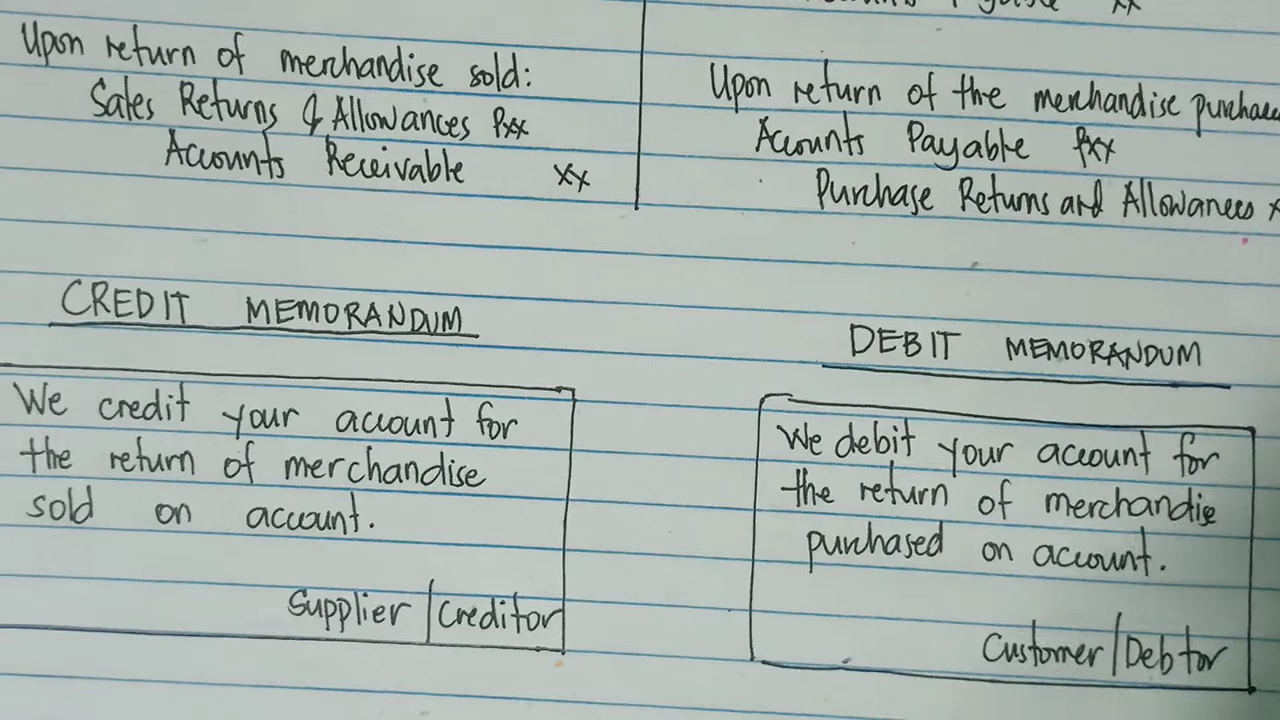 xx
Upon return of merchandise sold:
Sales Returns & Allowances Pxx
Accounts Receivable xx
Upon return of the merchandise
Accounts Payable Pxx
Purchase Returns and Allowances
CREDIT MEMORANDUM
We credit your account for
the return of merchandise
sold on account.
Supplier/Creditor
DEBIT MEMORANDUM
We debit your account for
the return of merchandise
purchased on account.
Customer/Debtor